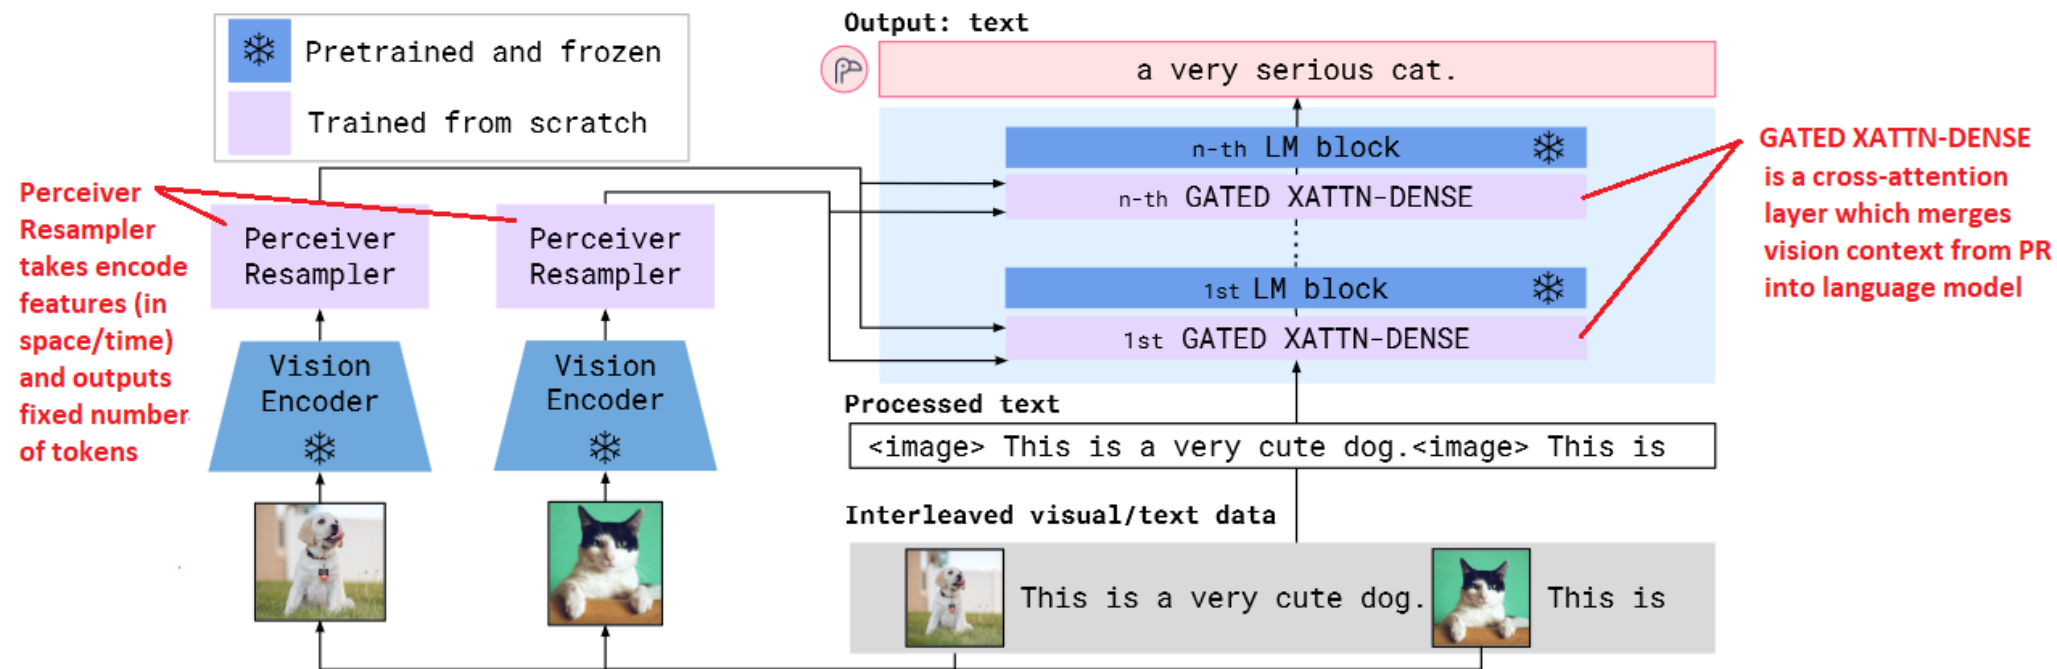 Pretrained and frozen
Trained from scratch
Perceiver
Resampler
takes encode
features (in
space/time)
and outputs
fixed number
of tokens
Perceiver
Resampler
Perceiver
Resampler
Vision
Encoder
Vision
Encoder
Output: text
a very serious cat.
n-th LM block
n-th GATED XATTN-DENSE
1st LM block
1st GATED XATTN-DENSE
Processed text
<image> This is a very cute dog.<image> This is
Interleaved visual/text data
This is a very cute dog.
This is
GATED XATTN-DENSE
is a cross-attention
layer which merges
vision context from PR
into language model